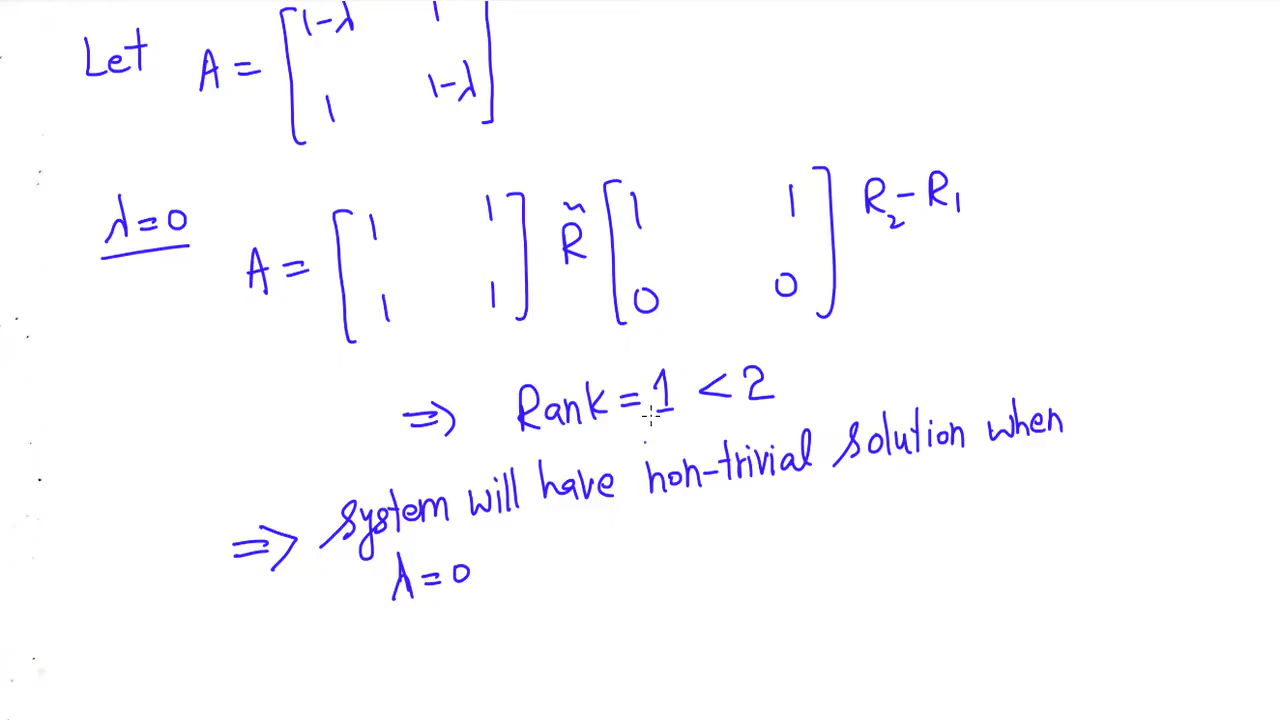 Let A = [ 1-λ 1
1 1-λ ]
λ=0
A = [ 1 1 ] R̃ [ 1 1 ] R₂ - R₁
[ 1 1 ] [ 0 0 ]
⇒ Rank = 1 < 2
⇒ system will have non-trivial solution when
λ = 0